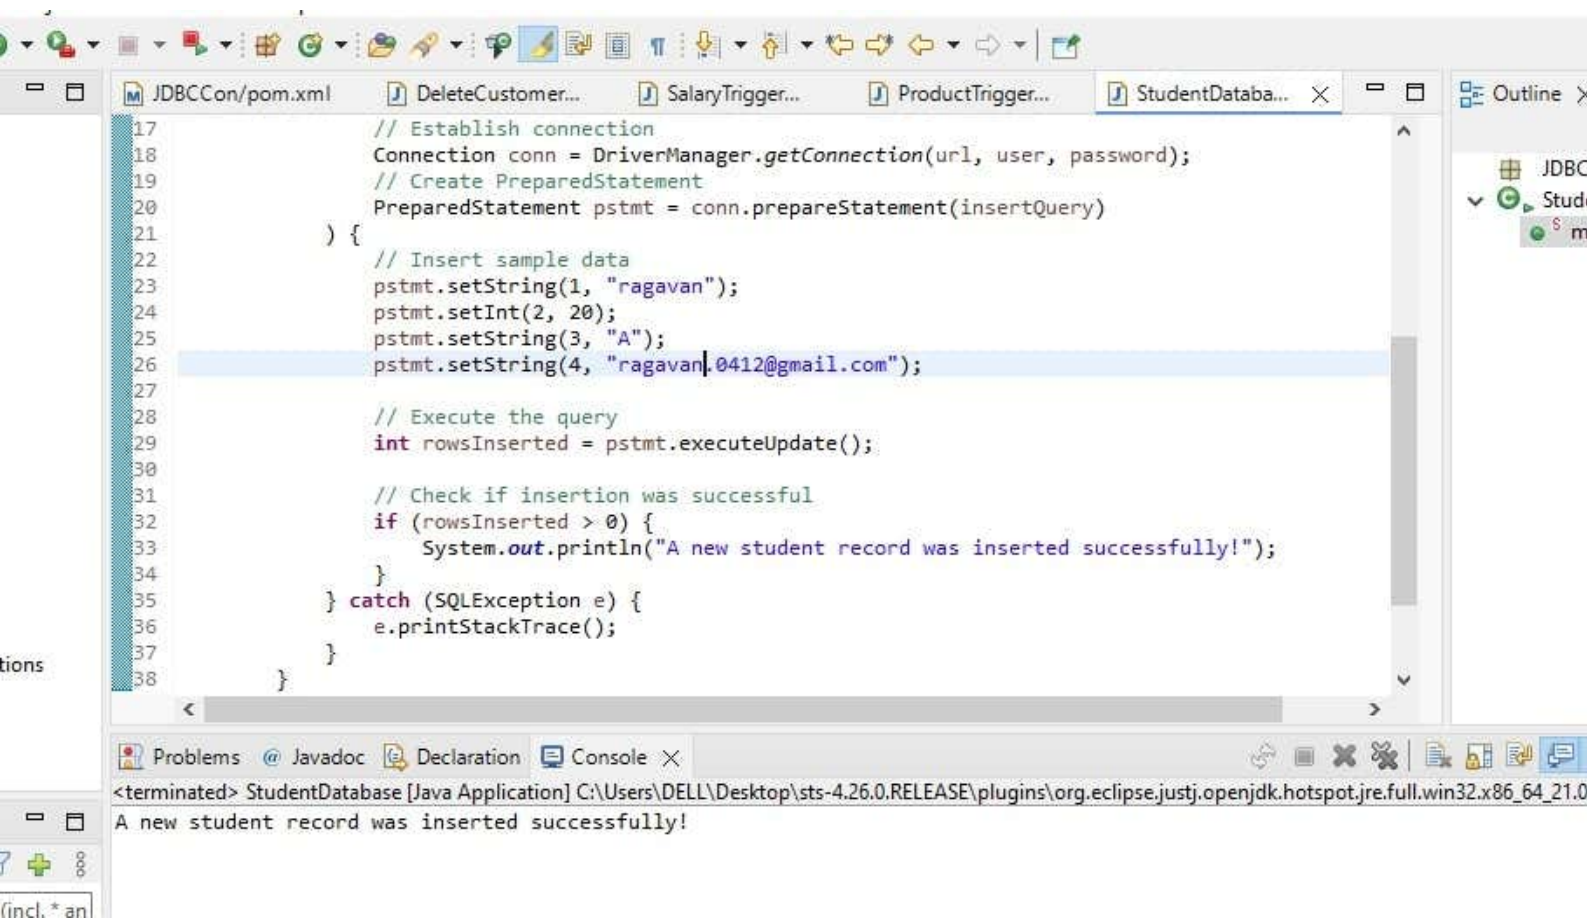 JDBCCon/pom.xml DeleteCustomer... SalaryTrigger... ProductTrigger... StudentDataba... Outline
17 // Establish connection
18 Connection conn = DriverManager.getConnection(url, user, password);
19 // Create PreparedStatement
20 PreparedStatement pstmt = conn.prepareStatement(insertQuery)
21 ) {
22 // Insert sample data
23 pstmt.setString(1, "ragavan");
24 pstmt.setInt(2, 20);
25 pstmt.setString(3, "A");
26 pstmt.setString(4, "ragavan.0412@gmail.com");
27
28 // Execute the query
29 int rowsInserted = pstmt.executeUpdate();
30
31 // Check if insertion was successful
32 if (rowsInserted > 0) {
33 System.out.println("A new student record was inserted successfully!");
34 }
35 } catch (SQLException e) {
36 e.printStackTrace();
37 }
38 }
JDBC
Stud
m
tions
Problems @ Javadoc Declaration Console
<terminated> StudentDatabase [Java Application] C:\Users\DELL\Desktop\sts-4.26.0.RELEASE\plugins\org.eclipse.justj.openjdk.hotspot.jre.full.win32.x86_64_21.0
A new student record was inserted successfully!
(incl. * an